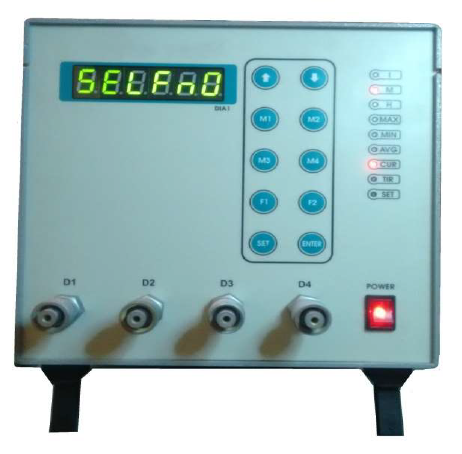 SEL.F.n0
DIA.1
M1 M2
M3 M4
F1 F2
SET ENTER
I
M
H
MAX
MIN
AVG
CUR
TIR
SET
D1 D2 D3 D4
POWER